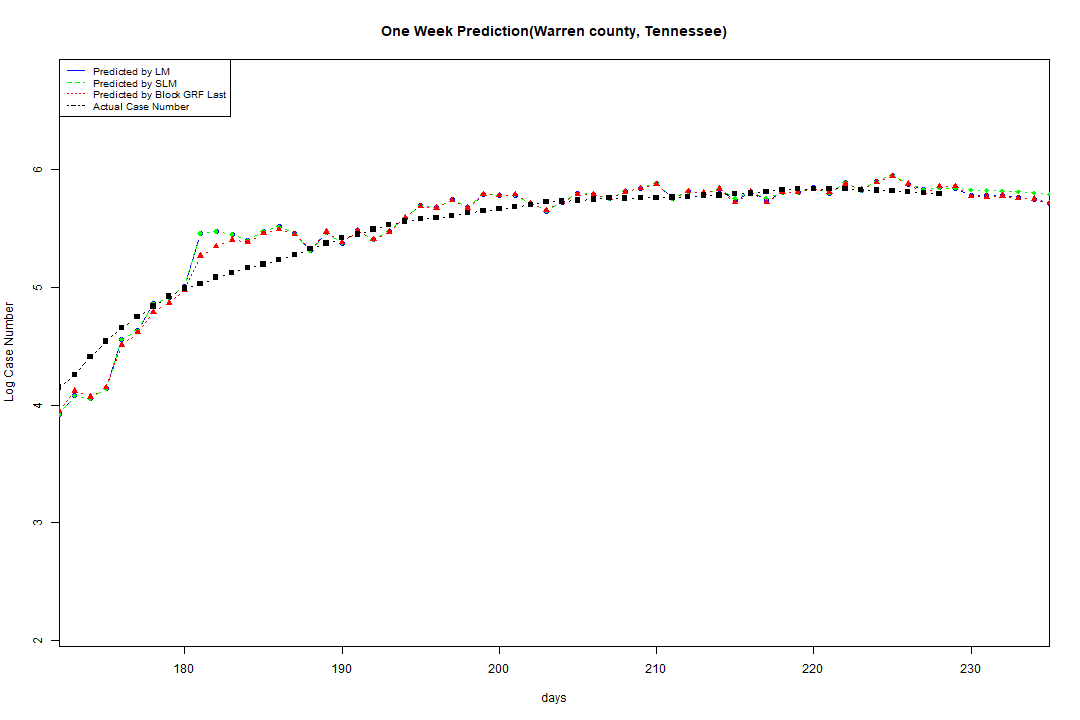 One Week Prediction(Warren county, Tennessee)
Predicted by LM
Predicted by SLM
Predicted by Block GRF Last
Actual Case Number
6
5
4
3
2
Log Case Number
180 190 200 210 220 230
days